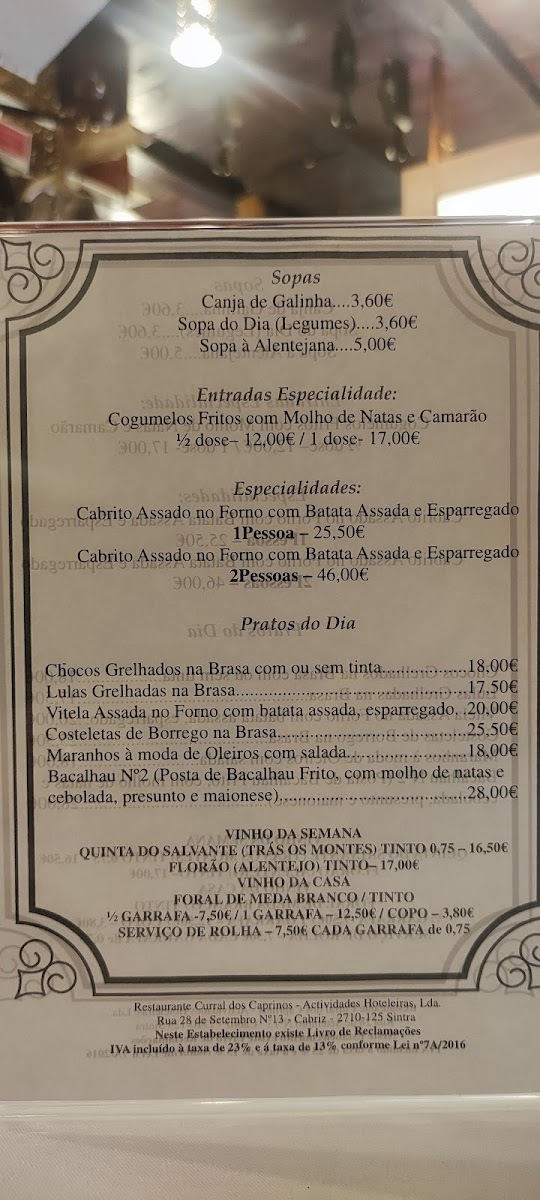 Sopas
Canja de Galinha....3,60€
Sopa do Dia (Legumes)....3,60€
Sopa à Alentejana....5,00€
Entradas Especialidade:
Cogumelos Fritos com Molho de Natas e Camarão
½ dose– 12,00€ / 1 dose- 17,00€
Especialidades:
Cabrito Assado no Forno com Batata Assada e Esparregado
1Pessoa – 25,50€
Cabrito Assado no Forno com Batata Assada e Esparregado
2Pessoas – 46,00€
Pratos do Dia
Chocos Grelhados na Brasa com ou sem tinta..................18,00€
Lulas Grelhadas na Brasa..................................................17,50€
Vitela Assada no Forno com batata assada, esparregado. .20,00€
Costeletas de Borrego na Brasa.........................................25,50€
Maranhos à moda de Oleiros com salada..........................18,00€
Bacalhau Nº2 (Posta de Bacalhau Frito, com molho de natas e
cebolada, presunto e maionese).........................................28,00€
VINHO DA SEMANA
QUINTA DO SALVANTE (TRÁS OS MONTES) TINTO 0,75 – 16,50€
FLORÃO (ALENTEJO) TINTO– 17,00€
VINHO DA CASA
FORAL DE MEDA BRANCO / TINTO
½ GARRAFA -7,50€ / 1 GARRAFA – 12,50€ / COPO – 3,80€
SERVIÇO DE ROLHA – 7,50€ CADA GARRAFA de 0,75
Restaurante Curral dos Caprinos - Actividades Hoteleiras, Lda.
Rua 28 de Setembro Nº13 - Cabriz - 2710-125 Sintra
Neste Estabelecimento existe Livro de Reclamações
IVA incluído à taxa de 23% e á taxa de 13% conforme Lei nº7A/2016